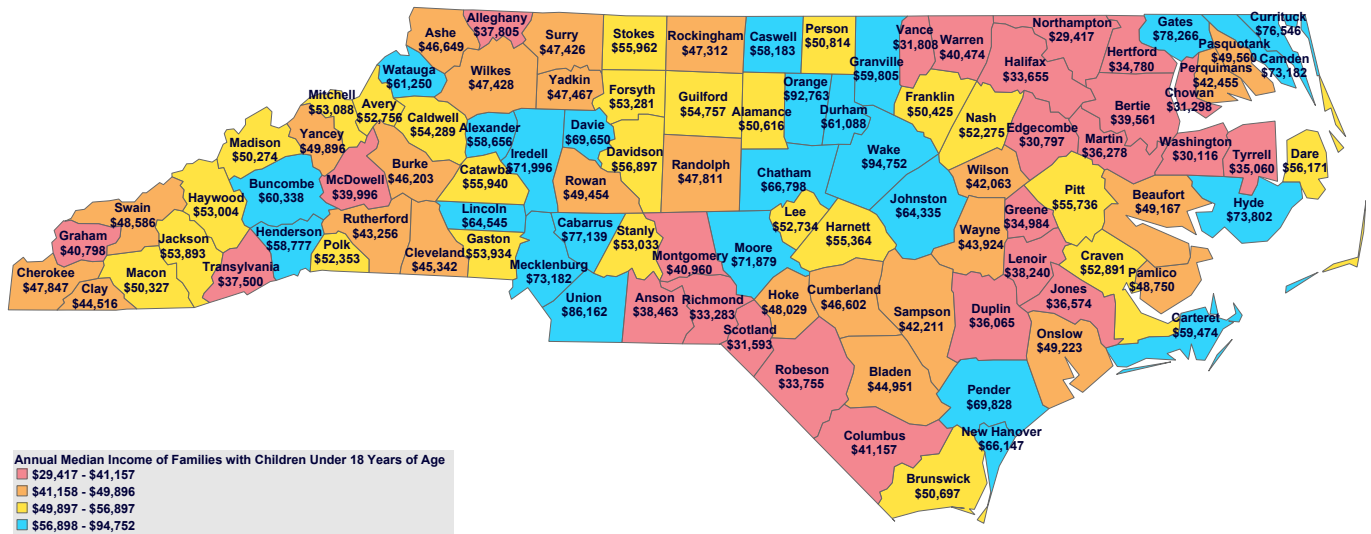 Alleghany
$37,805
Ashe
$46,649
Surry
$47,426
Stokes
$55,962
Rockingham
$47,312
Caswell
$58,183
Person
$50,814
Granville
$59,805
Vance
$31,808
Warren
$40,474
Northampton
$29,417
Halifax
$33,655
Hertford
$34,780
Gates
$78,266
Currituck
$76,546
Pasquotank
$49,560
Camden
$73,182
Perquimans
$42,455
Chowan
$31,298
Bertie
$39,561
Watauga
$61,250
Wilkes
$47,428
Yadkin
$47,467
Forsyth
$53,281
Guilford
$54,757
Alamance
$50,616
Orange
$92,763
Durham
$61,088
Franklin
$50,425
Nash
$52,275
Edgecombe
$30,797
Martin
$36,278
Washington
$30,116
Tyrrell
$35,060
Dare
$56,171
Mitchell
$53,088
Avery
$52,756
Caldwell
$54,289
Alexander
$58,656
Iredell
$71,996
Davie
$69,650
Davidson
$56,897
Randolph
$47,811
Chatham
$66,798
Wake
$94,752
Wilson
$42,063
Pitt
$55,736
Beaufort
$49,167
Hyde
$73,802
Madison
$50,274
Yancey
$49,896
McDowell
$39,996
Burke
$46,203
Catawba
$55,940
Rowan
$49,454
Johnston
$64,335
Greene
$34,984
Swain
$48,586
Haywood
$53,004
Buncombe
$60,338
Rutherford
$43,256
Lincoln
$64,545
Cabarrus
$77,139
Stanly
$53,033
Montgomery
$40,960
Moore
$71,879
Lee
$52,734
Harnett
$55,364
Wayne
$43,924
Lenoir
$38,240
Craven
$52,891
Pamlico
$48,750
Graham
$40,798
Jackson
$53,893
Henderson
$58,777
Polk
$52,353
Cleveland
$45,342
Gaston
$53,934
Mecklenburg
$73,182
Cherokee
$47,847
Clay
$44,516
Macon
$50,327
Transylvania
$37,500
Union
$86,162
Anson
$38,463
Richmond
$33,283
Scotland
$31,593
Hoke
$48,029
Cumberland
$46,602
Sampson
$42,211
Duplin
$36,065
Jones
$36,574
Onslow
$49,223
Carteret
$59,474
Robeson
$33,755
Bladen
$44,951
Pender
$69,828
Columbus
$41,157
New Hanover
$66,147
Brunswick
$50,697
Annual Median Income of Families with Children Under 18 Years of Age
$29,417 - $41,157
$41,158 - $49,896
$49,897 - $56,897
$56,898 - $94,752